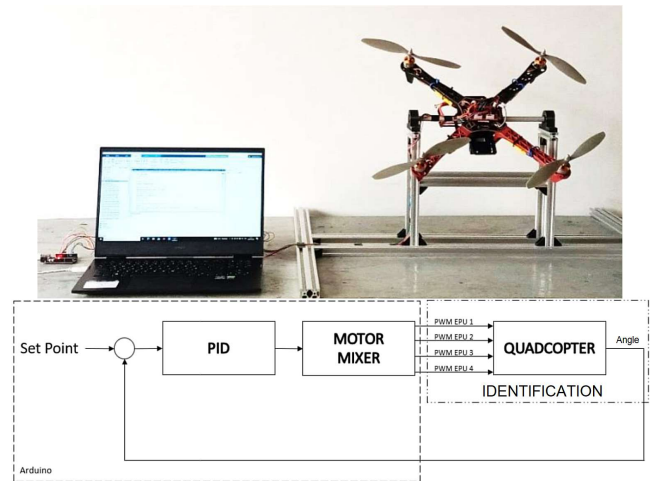 Set Point
PID
MOTOR
MIXER
PWM EPU 1
PWM EPU 2
PWM EPU 3
PWM EPU 4
QUADCOPTER
Angle
IDENTIFICATION
Arduino